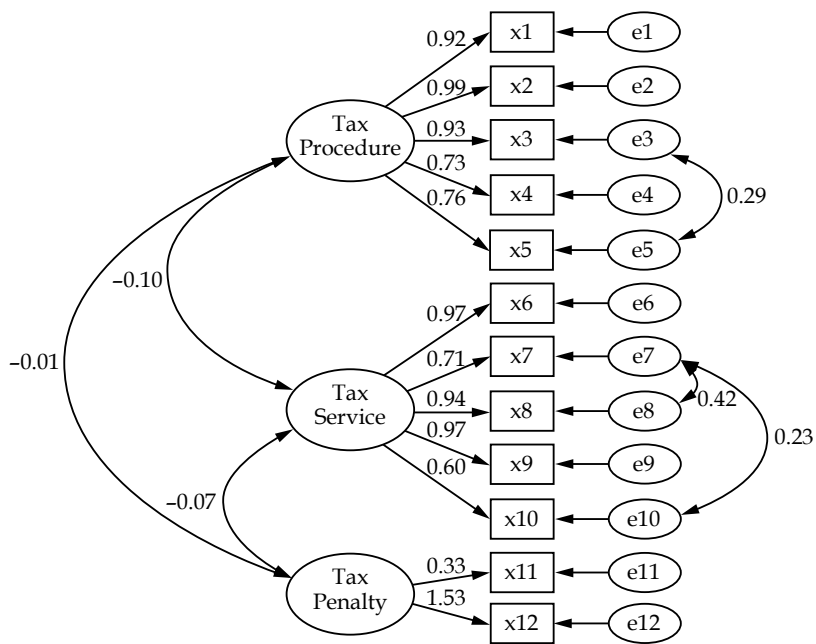 0.92
x1
e1
0.99
x2
e2
Tax
Procedure
0.93
x3
e3
0.73
x4
e4
0.29
0.76
x5
e5
–0.10
0.97
x6
e6
–0.01
0.71
x7
e7
Tax
Service
0.94
x8
e8
0.42
0.97
x9
e9
0.23
0.60
x10
e10
–0.07
Tax
Penalty
0.33
x11
e11
1.53
x12
e12